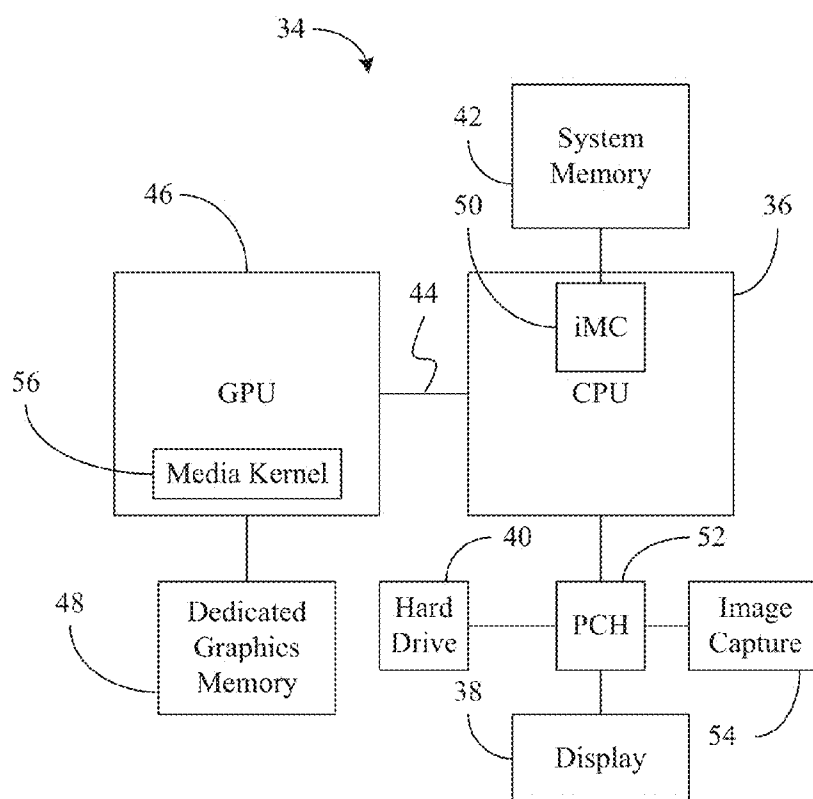 34
42
System
Memory
46
50
36
44
iMC
56
GPU
CPU
Media Kernel
40
52
48
Dedicated
Graphics
Memory
Hard
Drive
PCH
Image
Capture
38
54
Display